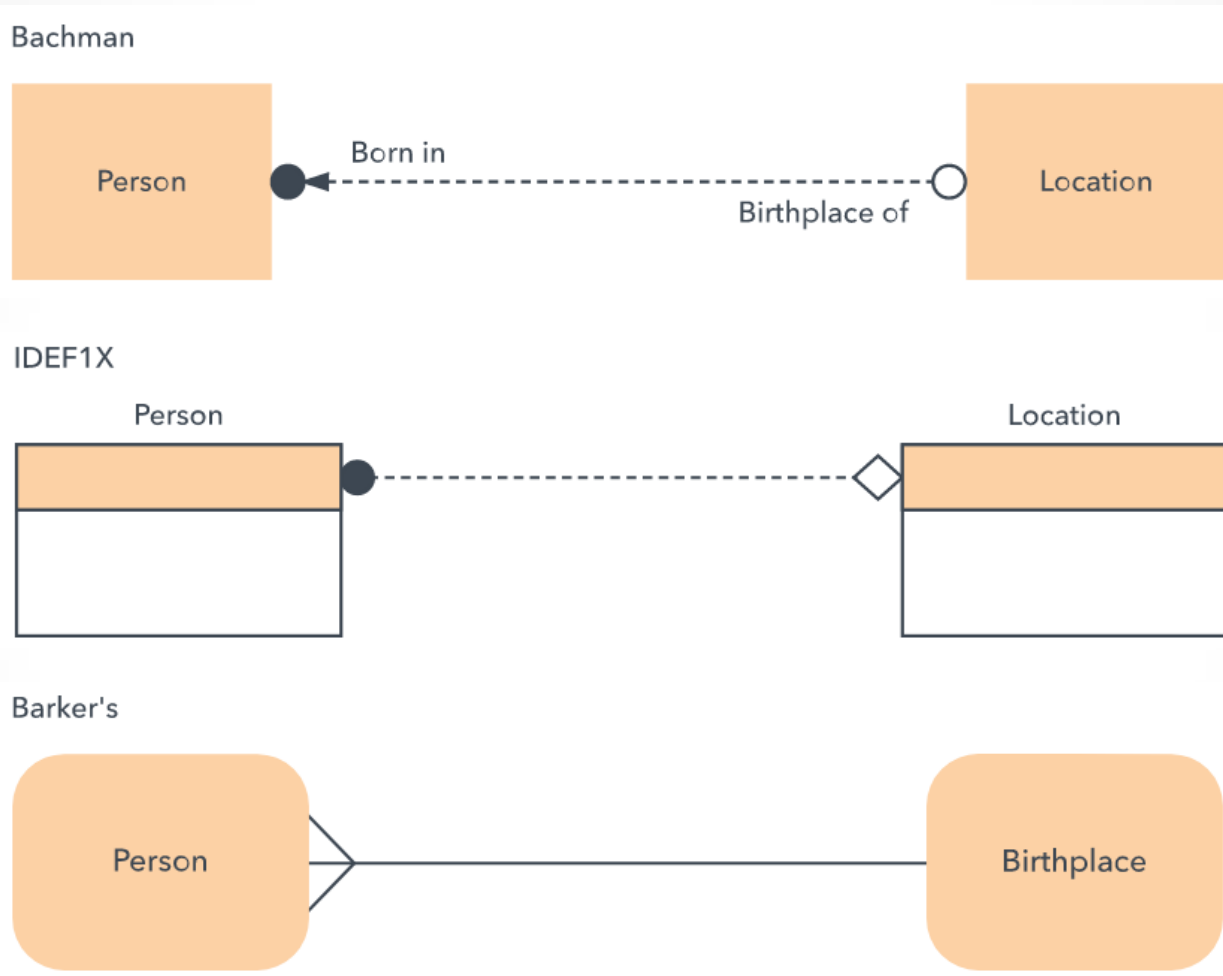 Bachman
Person
Born in
Birthplace of
Location
IDEF1X
Person
Location
Barker's
Person
Birthplace